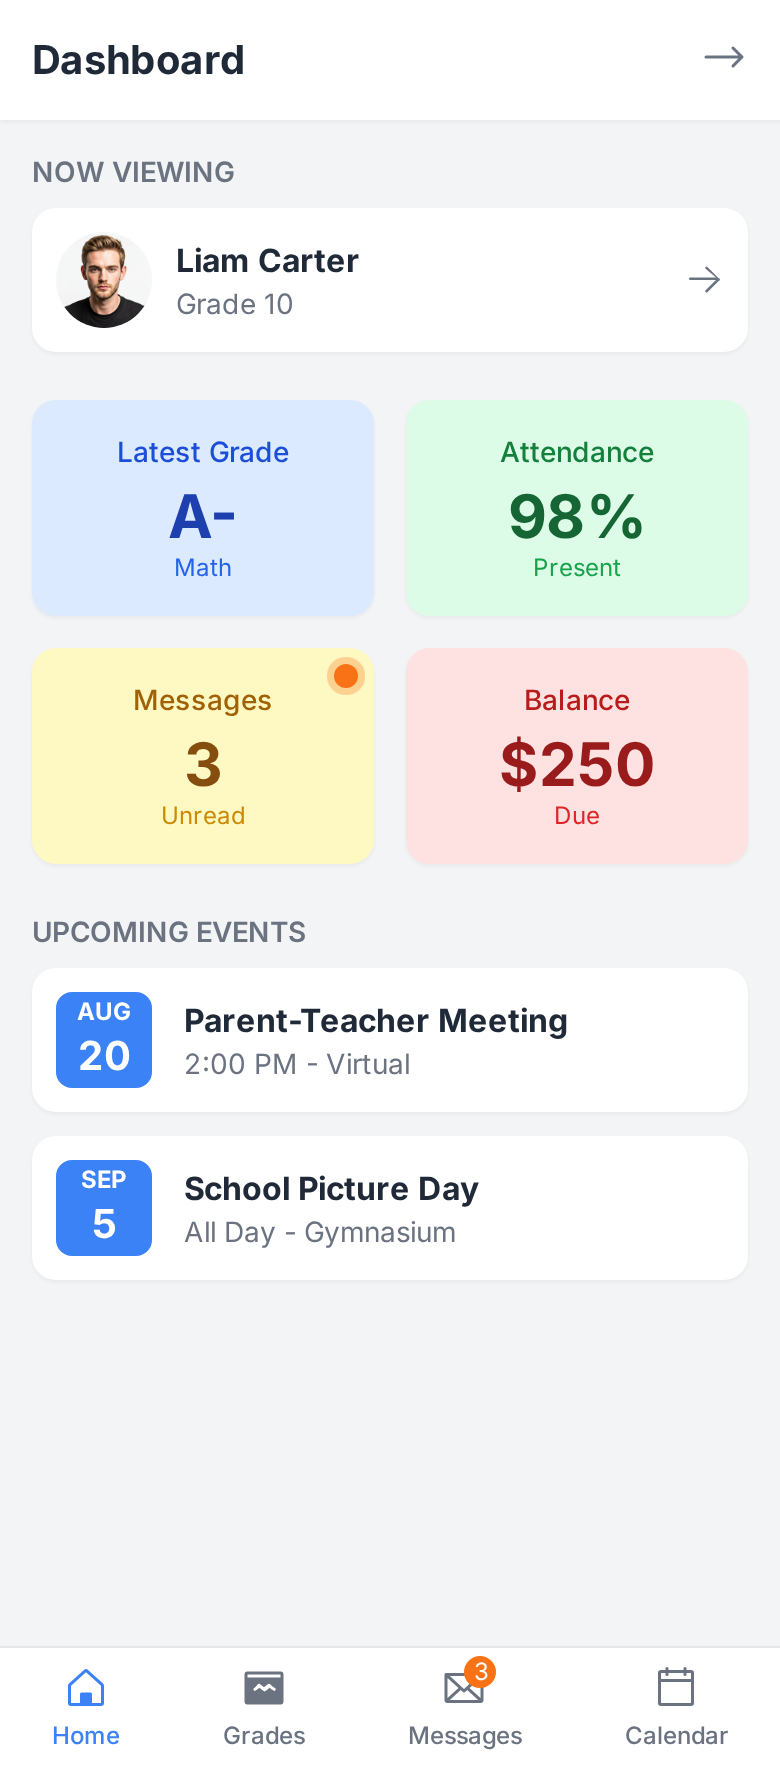 Dashboard
NOW VIEWING
Liam Carter
Grade 10
Latest Grade
A-
Math
Attendance
98%
Present
Messages
3
Unread
Balance
$250
Due
UPCOMING EVENTS
AUG
20
Parent-Teacher Meeting
2:00 PM - Virtual
SEP
5
School Picture Day
All Day - Gymnasium
Home
Grades
3
Messages
Calendar